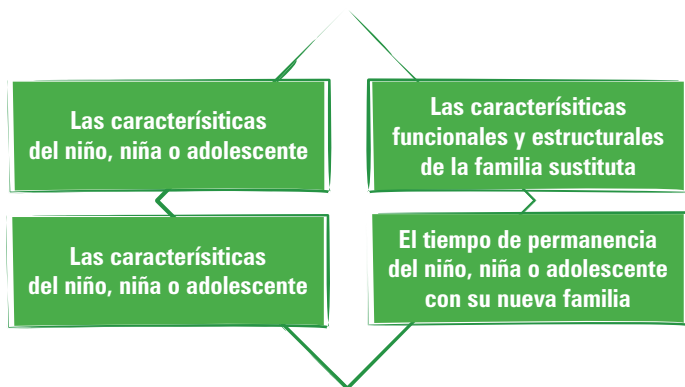 Las caracterísiticas
del niño, niña o adolescente
Las caracterísiticas
funcionales y estructurales
de la familia sustituta
Las caracterísiticas
del niño, niña o adolescente
El tiempo de permanencia
del niño, niña o adolescente
con su nueva familia